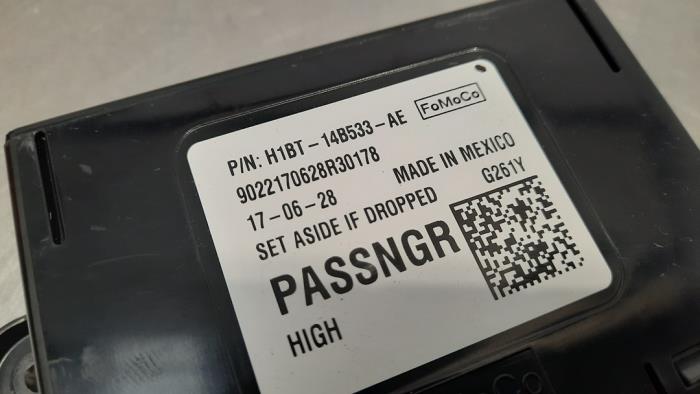 P/N: H1BT-14B533-AE FoMoCo
9022170628R30178
17-06-28 MADE IN MEXICO
SET ASIDE IF DROPPED G261Y
PASSNGR
HIGH